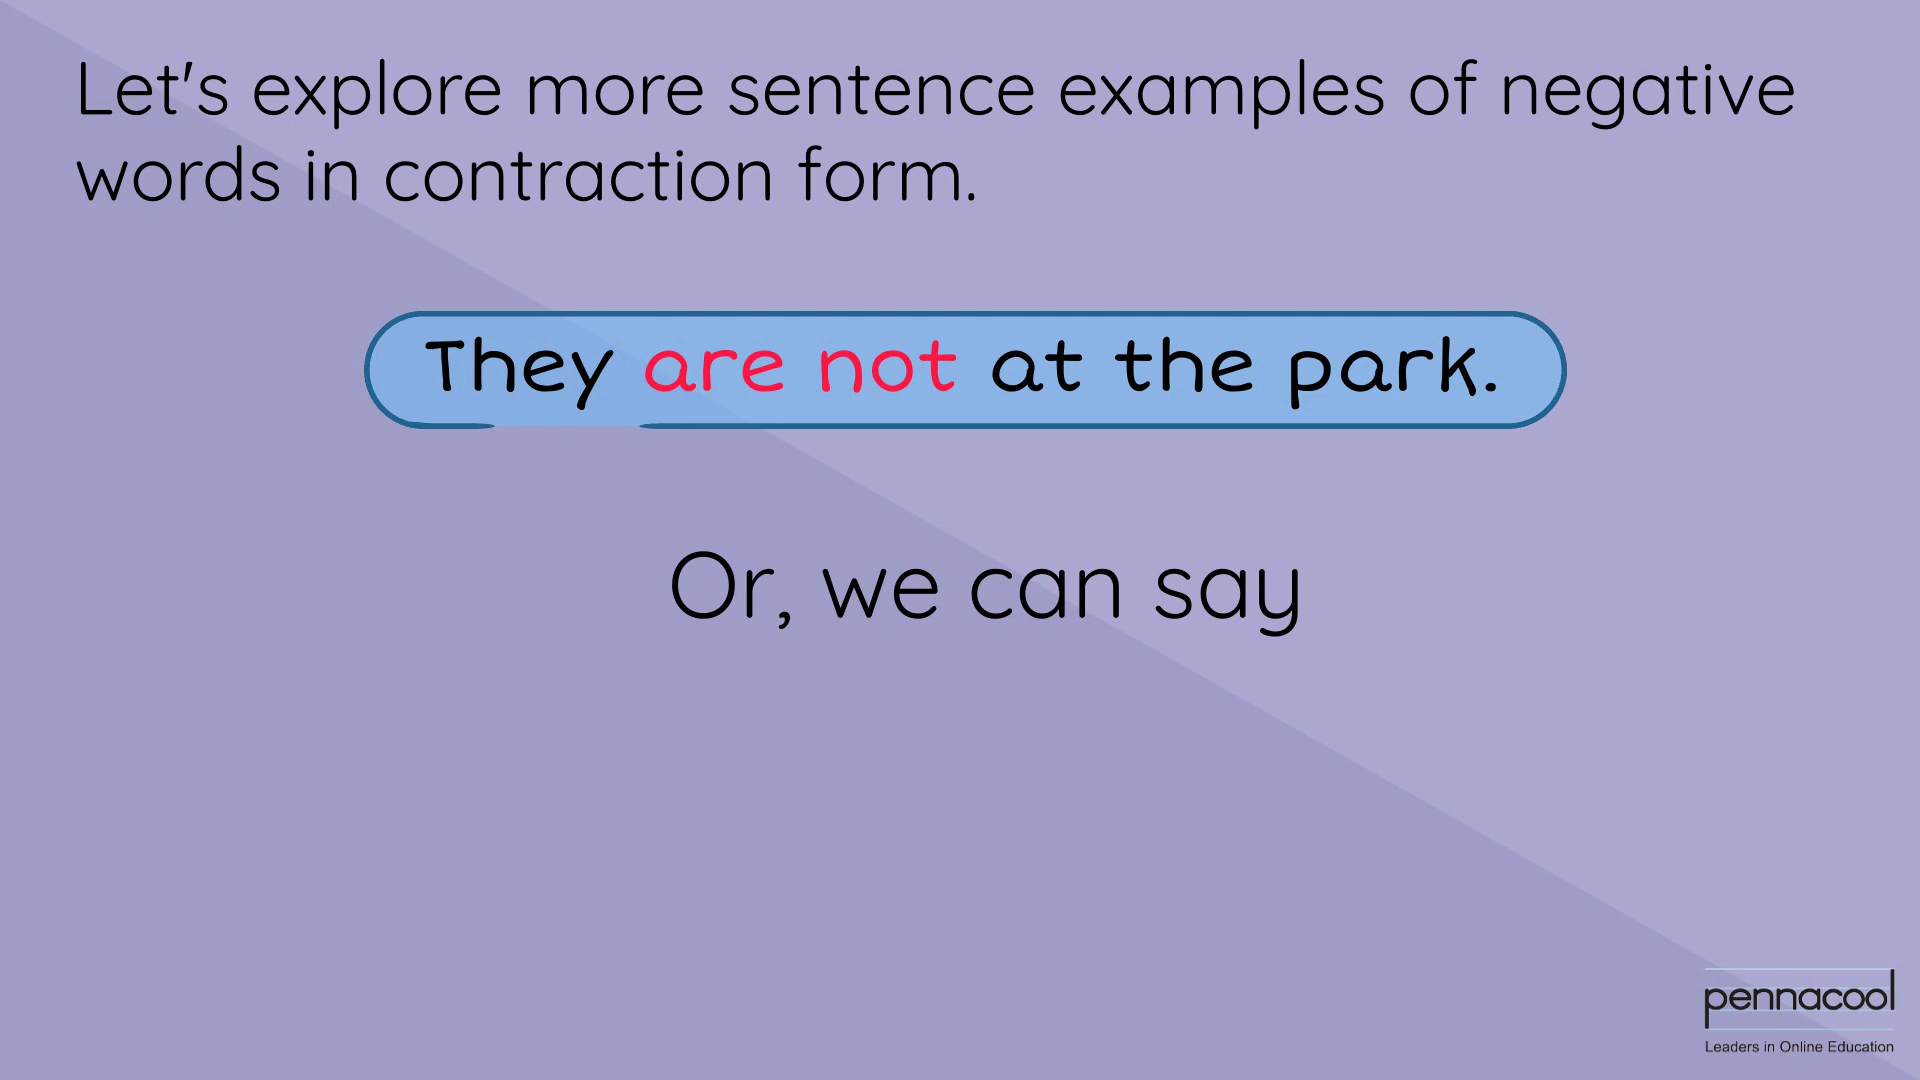 Let's explore more sentence examples of negative
words in contraction form.
They are not at the park.
Or, we can say
pennacool
Leaders in Online Education